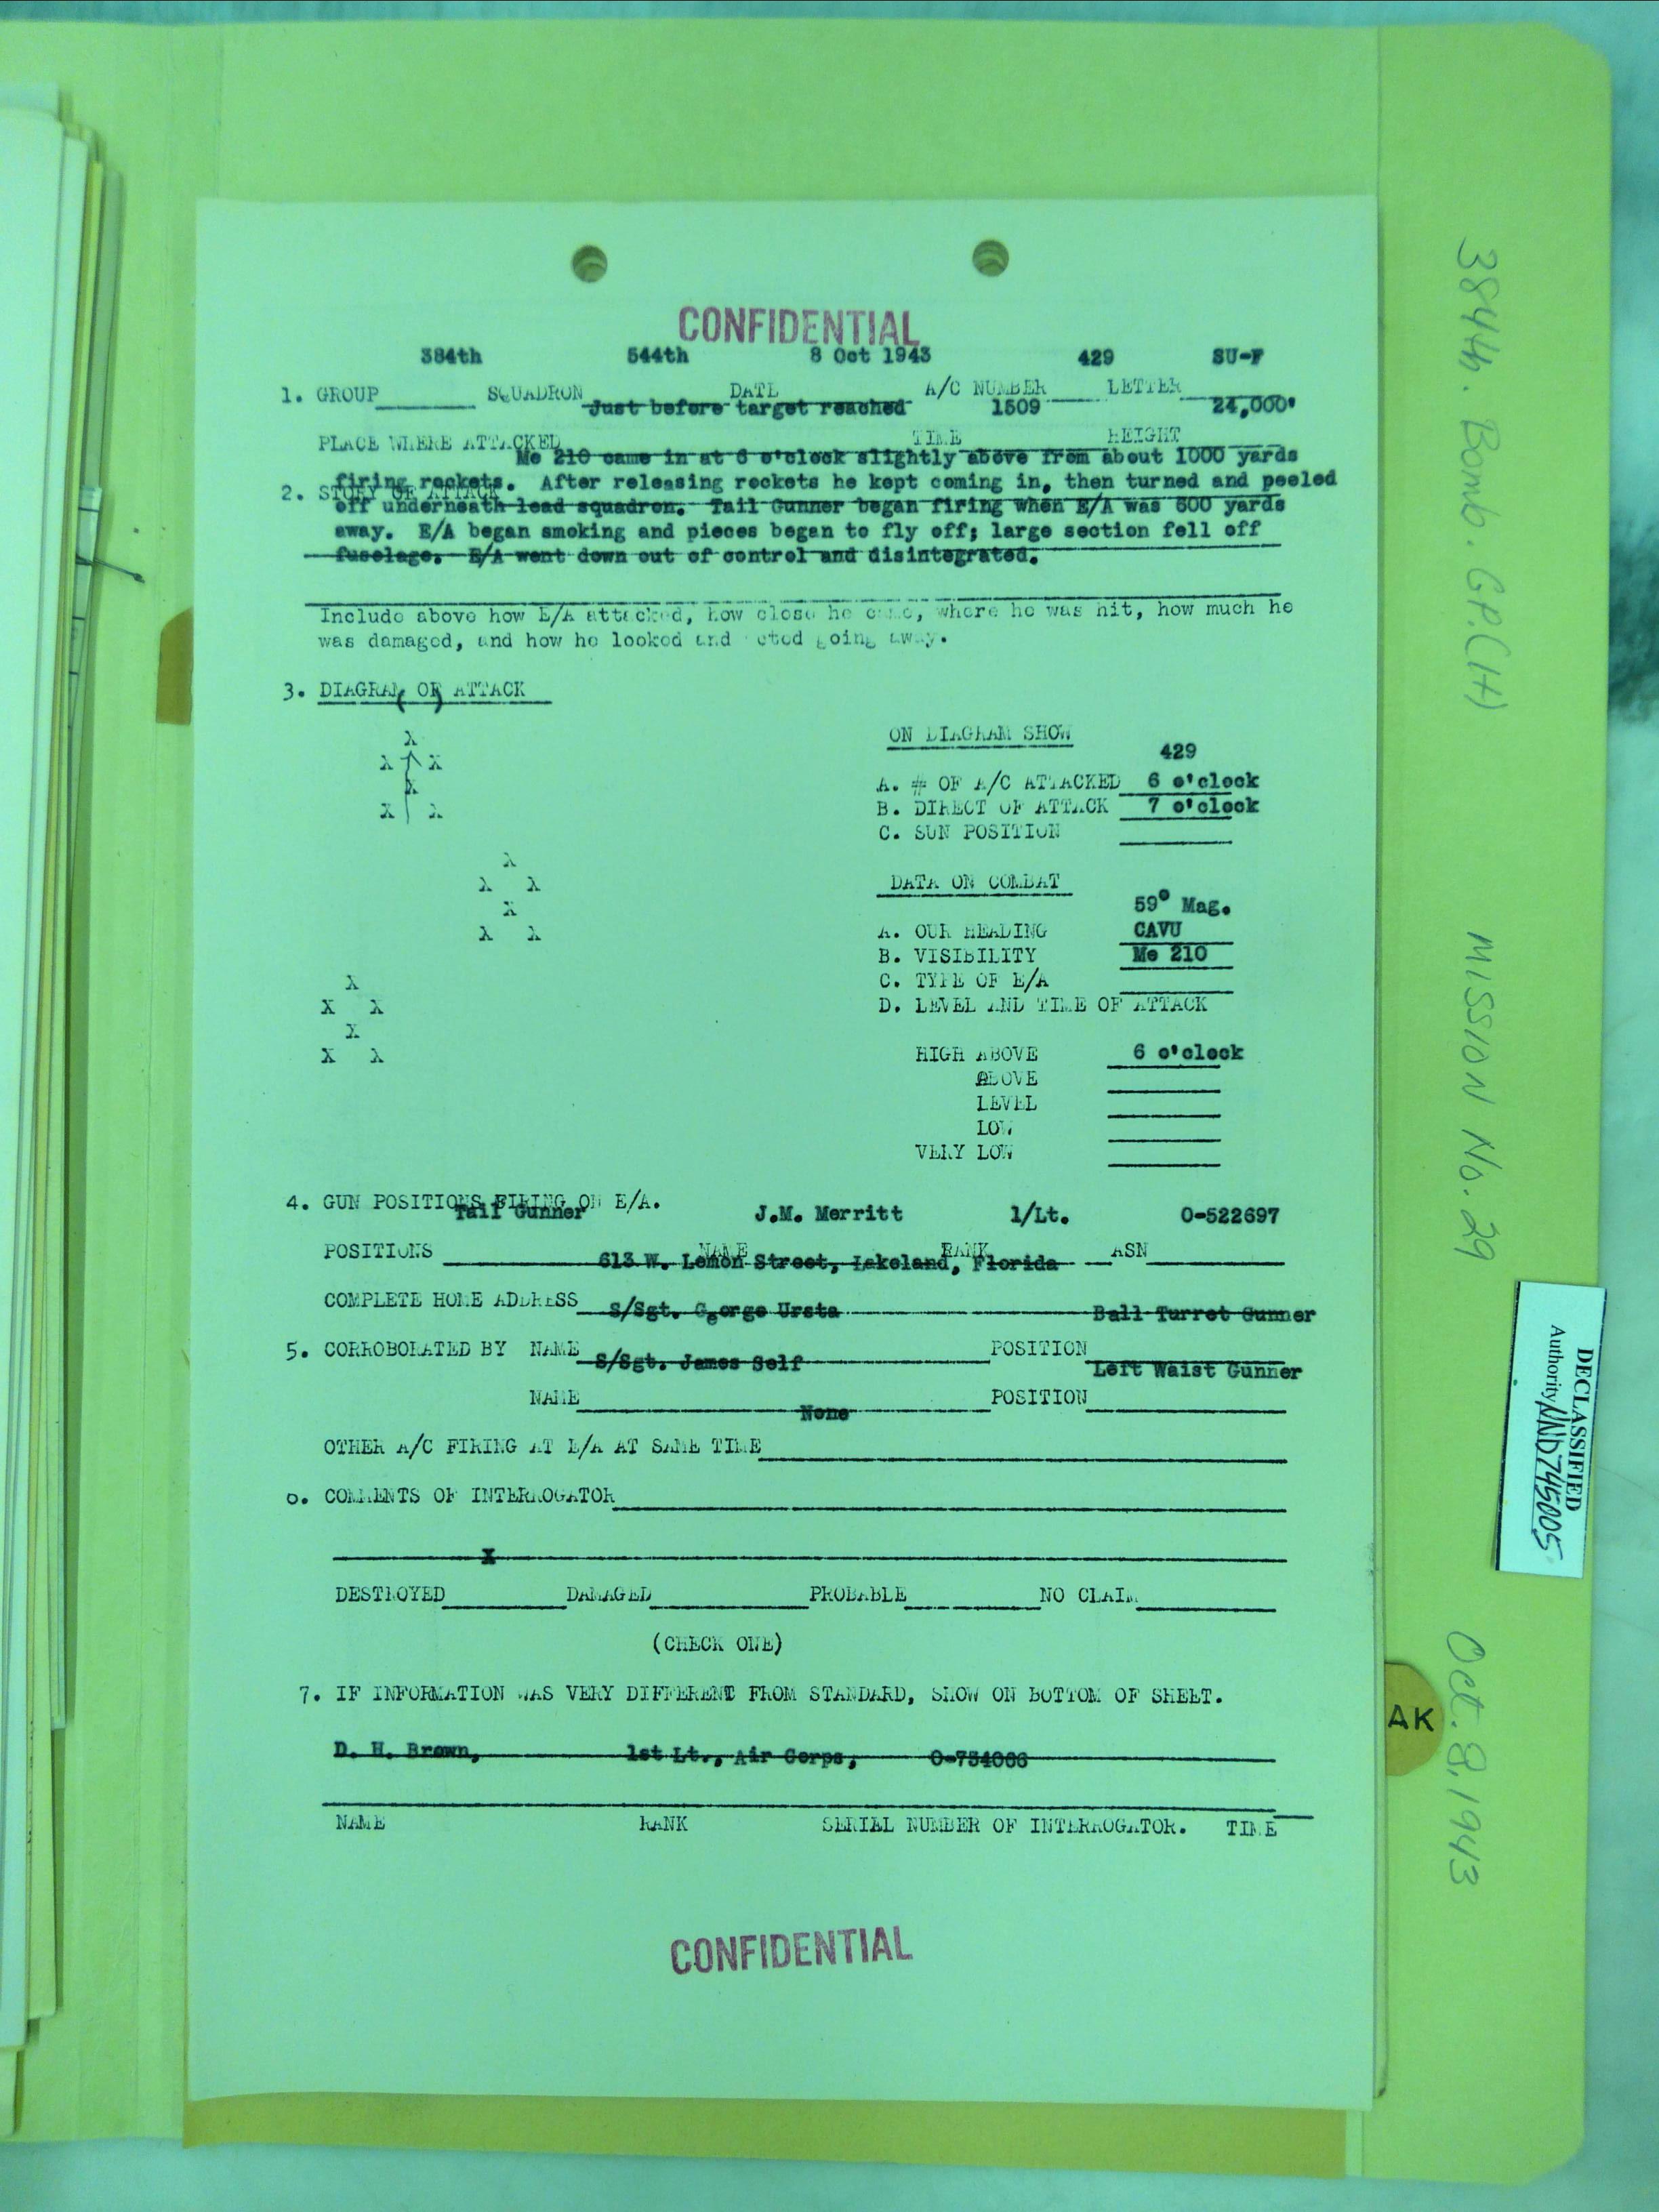 CONFIDENTIAL
384th 544th 8 Oct 1943 429 SU-F
1. GROUP SQUADRON DATE A/C NUMBER LETTER
Just before target reached 1509 24,000'
PLACE WHERE ATTACKED TIME HEIGHT
Me 210 came in at 6 o'clock slightly above from about 1000 yards
firing rockets. After releasing rockets he kept coming in, then turned and peeled
2. STORY OF ATTACK
off underneath lead squadron. Tail Gunner began firing when E/A was 600 yards
away. E/A began smoking and pieces began to fly off; large section fell off
fuselage. E/A went down out of control and disintegrated.
Include above how E/A attacked, how close he came, where he was hit, how much he
was damaged, and how he looked and cted going away.
3. DIAGRAM OF ATTACK
X
X X
X
X X
X
X X
X
X X
X
X X
X
X X
ON DIAGRAM SHOW
429
A. # OF A/C ATTACKED 6 o'clock
B. DIRECT OF ATTACK 7 o'clock
C. SUN POSITION
DATA ON COMBAT
59° Mag.
A. OUR HEADING CAVU
B. VISIBILITY Me 210
C. TYPE OF E/A
D. LEVEL AND TIME OF ATTACK
HIGH ABOVE 6 o'clock
ABOVE
LEVEL
LOW
VERY LOW
4. GUN POSITIONS FIRING ON E/A.
Tail Gunner J.M. Merritt 1/Lt. O-522697
POSITIONS NAME RANK ASN
613 W. Lemon Street, Lakeland, Florida
COMPLETE HOME ADDRESS
S/Sgt. George Ursta Ball Turret Gunner
5. CORROBORATED BY NAME POSITION
S/Sgt. James Self Left Waist Gunner
NAME POSITION
None
OTHER A/C FIRING AT E/A AT SAME TIME
6. COMMENTS OF INTERROGATOR
X
DESTROYED DAMAGED PROBABLE NO CLAIM
(CHECK ONE)
7. IF INFORMATION WAS VERY DIFFERENT FROM STANDARD, SHOW ON BOTTOM OF SHEET.
D. H. Brown, 1st Lt., Air Corps, O-734066
NAME RANK SERIAL NUMBER OF INTERROGATOR. TIME
CONFIDENTIAL
384th. Bomb. GP.(H) MISSION No. 29 Oct. 8, 1943
DECLASSIFIED
Authority NND745005
AK